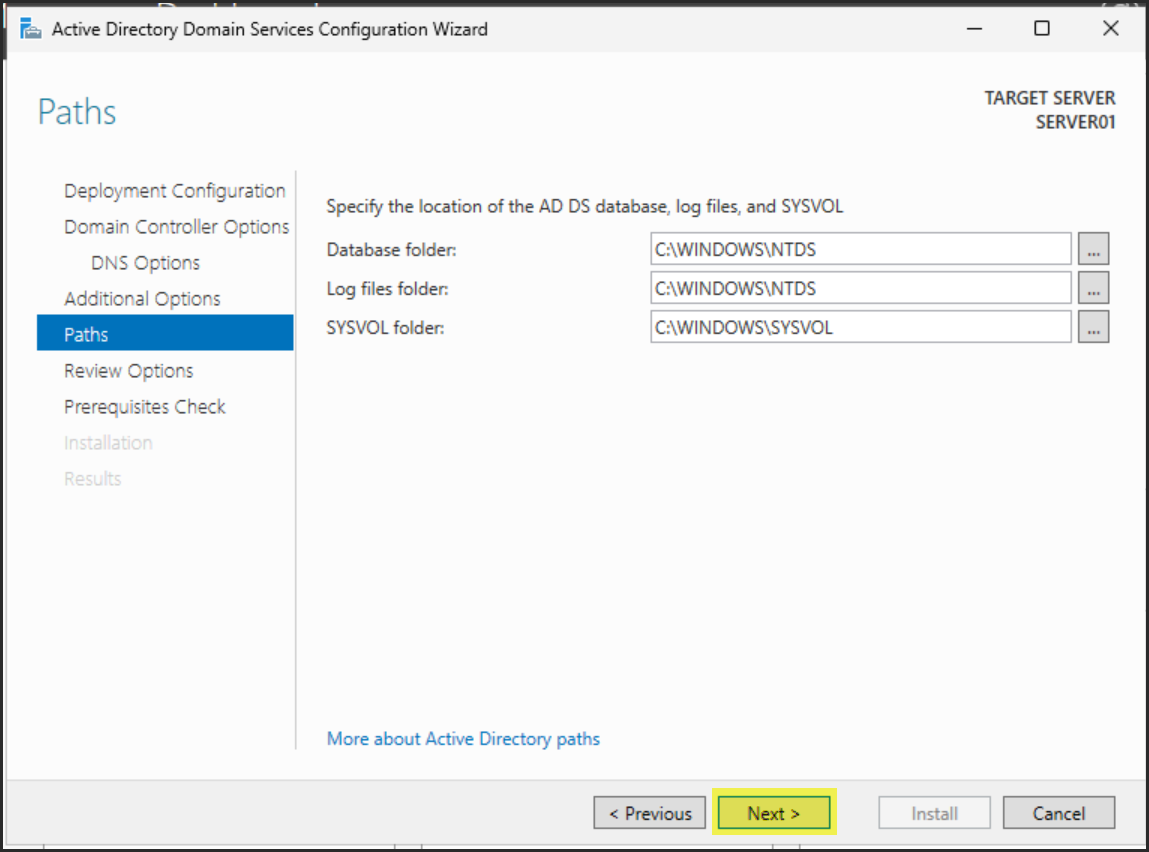 Active Directory Domain Services Configuration Wizard
Paths
TARGET SERVER
SERVER01
Deployment Configuration
Domain Controller Options
DNS Options
Additional Options
Paths
Review Options
Prerequisites Check
Installation
Results
Specify the location of the AD DS database, log files, and SYSVOL
Database folder: C:\WINDOWS\NTDS ...
Log files folder: C:\WINDOWS\NTDS ...
SYSVOL folder: C:\WINDOWS\SYSVOL ...
More about Active Directory paths
< Previous Next > Install Cancel